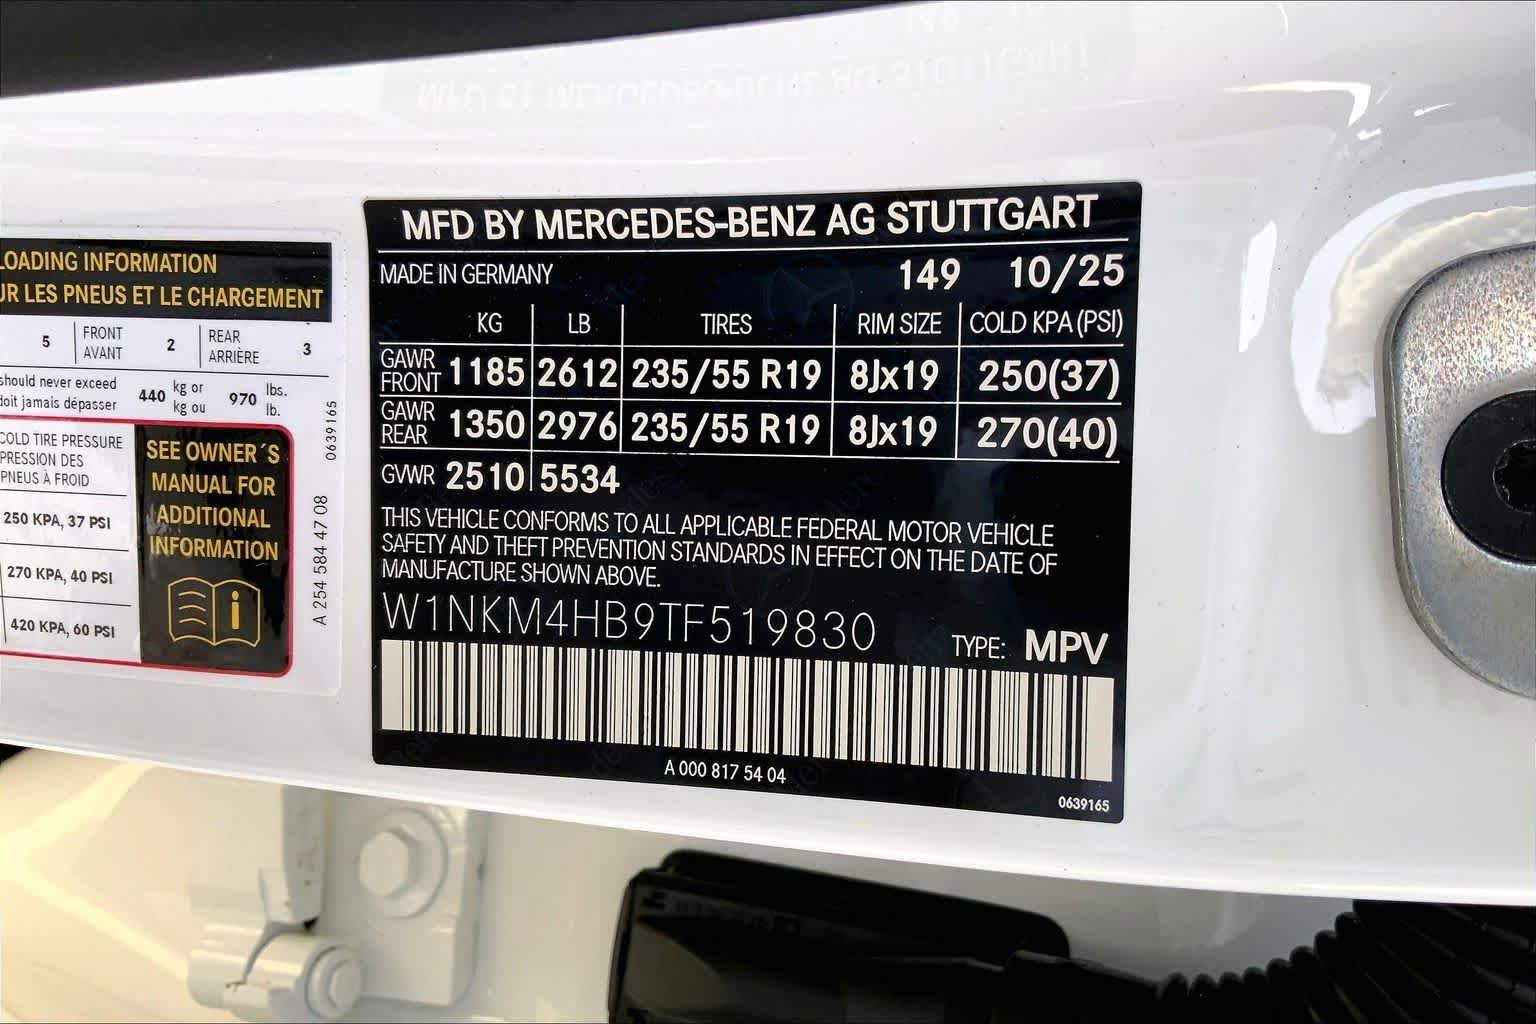 LOADING INFORMATION
UR LES PNEUS ET LE CHARGEMENT
5 FRONT AVANT 2 REAR ARRIÈRE 3
should never exceed
doit jamais dépasser
440 kg or kg ou 970 lbs. lb.
COLD TIRE PRESSURE
PRESSION DES
PNEUS À FROID
250 KPA, 37 PSI
270 KPA, 40 PSI
420 KPA, 60 PSI
SEE OWNER´S
MANUAL FOR
ADDITIONAL
INFORMATION
i
0639165
A 254 584 47 08
MFD BY MERCEDES-BENZ AG STUTTGART
MADE IN GERMANY 149 10/25
KG LB TIRES RIM SIZE COLD KPA (PSI)
GAWR FRONT 1185 2612 235/55 R19 8Jx19 250(37)
GAWR REAR 1350 2976 235/55 R19 8Jx19 270(40)
GVWR 2510 5534
THIS VEHICLE CONFORMS TO ALL APPLICABLE FEDERAL MOTOR VEHICLE
SAFETY AND THEFT PREVENTION STANDARDS IN EFFECT ON THE DATE OF
MANUFACTURE SHOWN ABOVE.
W1NKM4HB9TF519830 TYPE: MPV
A 000 817 54 04
0639165